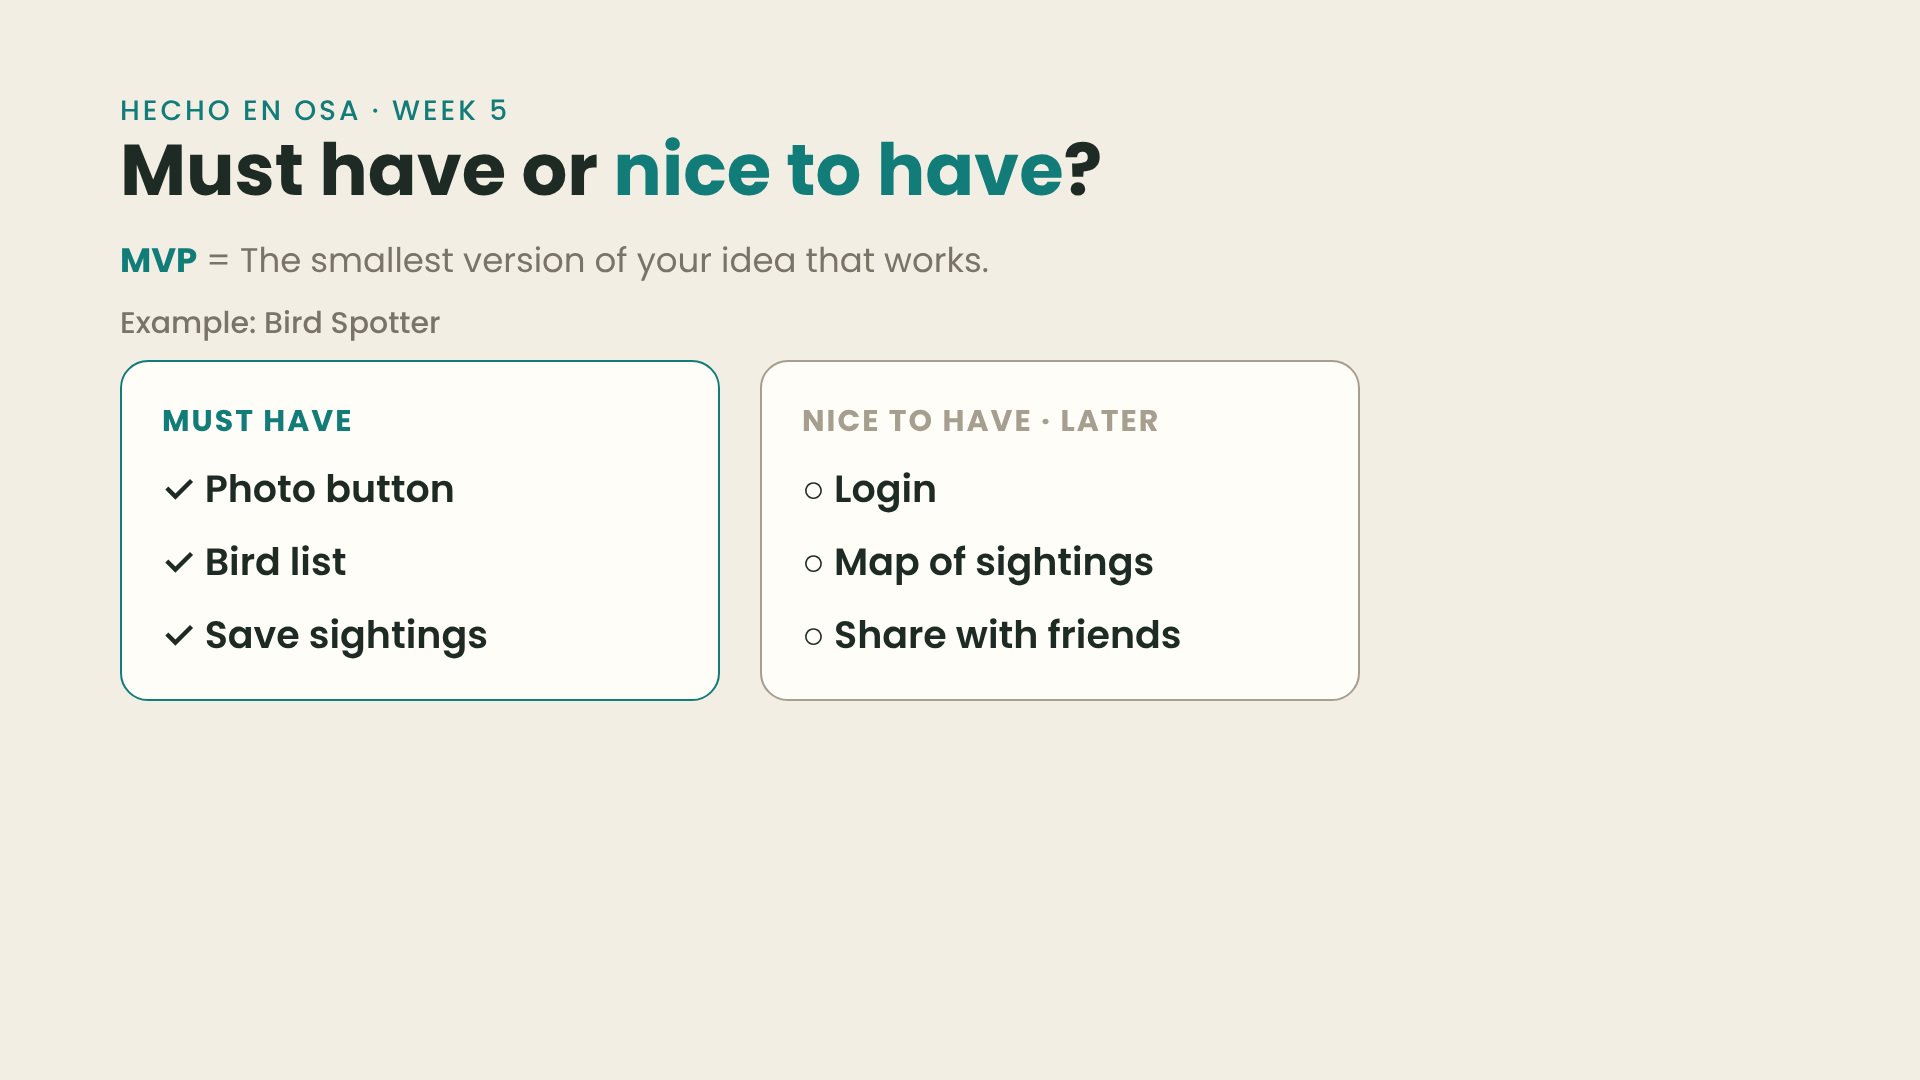 HECHO EN OSA · WEEK 5
Must have or nice to have?
MVP = The smallest version of your idea that works.
Example: Bird Spotter
MUST HAVE
✓ Photo button
✓ Bird list
✓ Save sightings
NICE TO HAVE · LATER
○ Login
○ Map of sightings
○ Share with friends